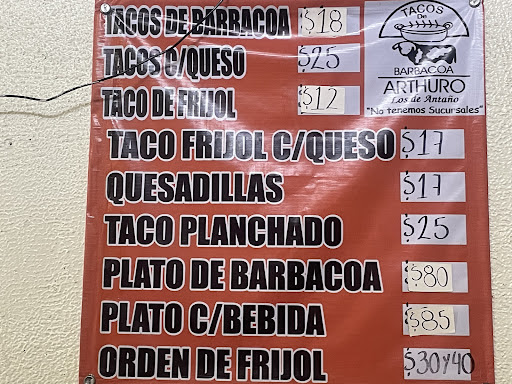 TACOS DE BARBACOA $18
TACOS C/QUESO $25
TACO DE FRIJOL $12
TACO FRIJOL C/QUESO $17
QUESADILLAS $17
TACO PLANCHADO $25
PLATO DE BARBACOA $80
PLATO C/BEBIDA $85
ORDEN DE FRIJOL $30Y40
TACOS
De
BARBACOA
ARTHURO
Los de Antaño
"No tenemos Sucursales"